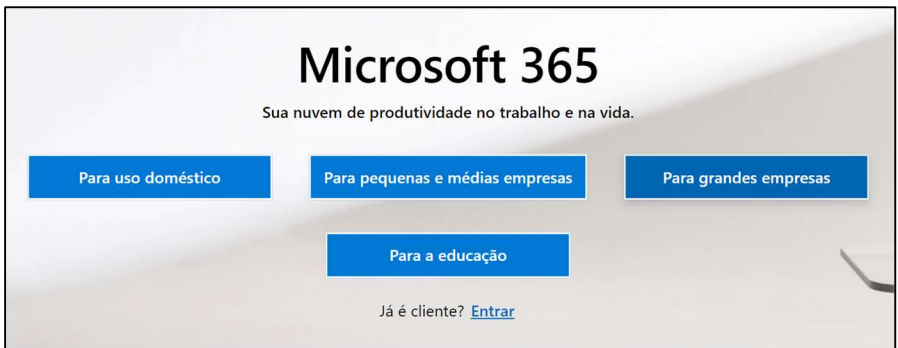 Microsoft 365
Sua nuvem de produtividade no trabalho e na vida.
Para uso doméstico
Para pequenas e médias empresas
Para grandes empresas
Para a educação
Já é cliente? Entrar